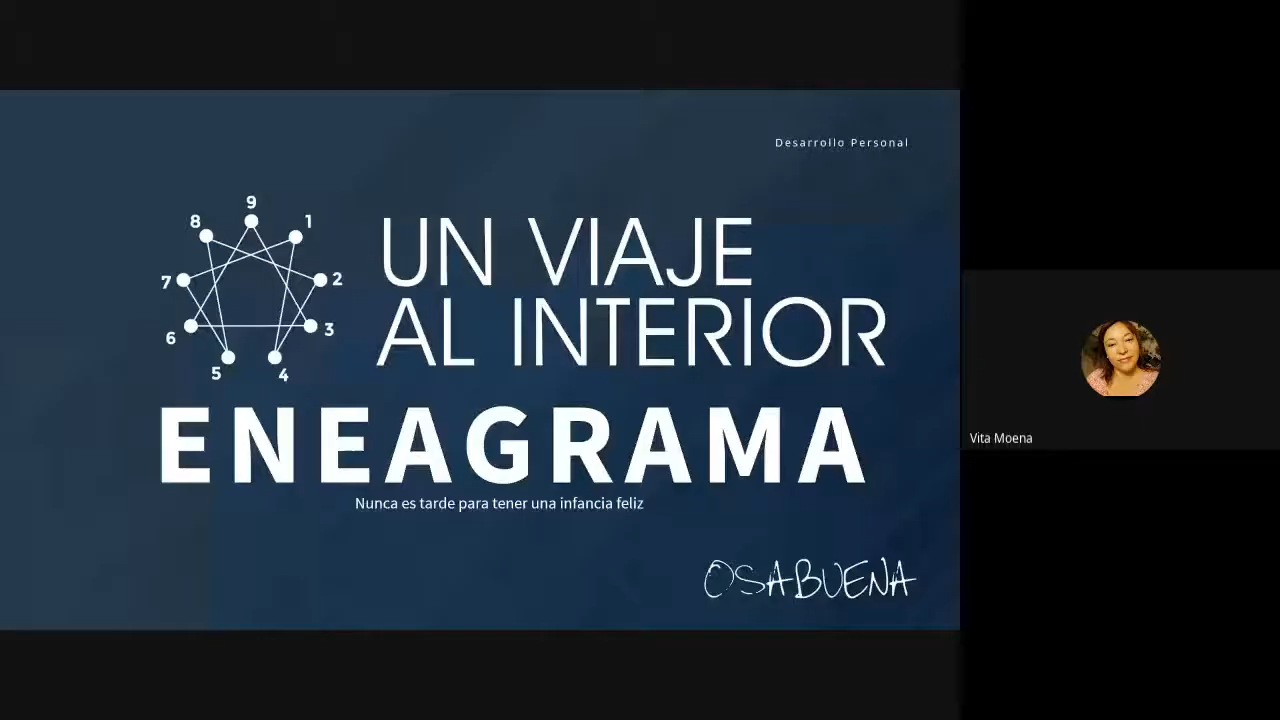 Desarrollo Personal
9
8
1
7
2
6
3
5
4
UN VIAJE
AL INTERIOR
ENEAGRAMA
Nunca es tarde para tener una infancia feliz
OSABUENA
Vita Moena